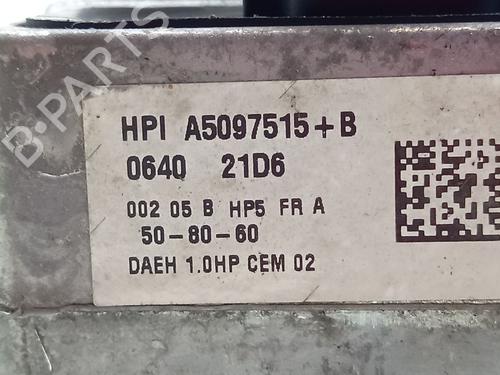 B-PARTS
HPI A5097515+B
0640 21D6
002 05 B HP5 FR A
50-80-60
DAEH 1.0HP CEM 02